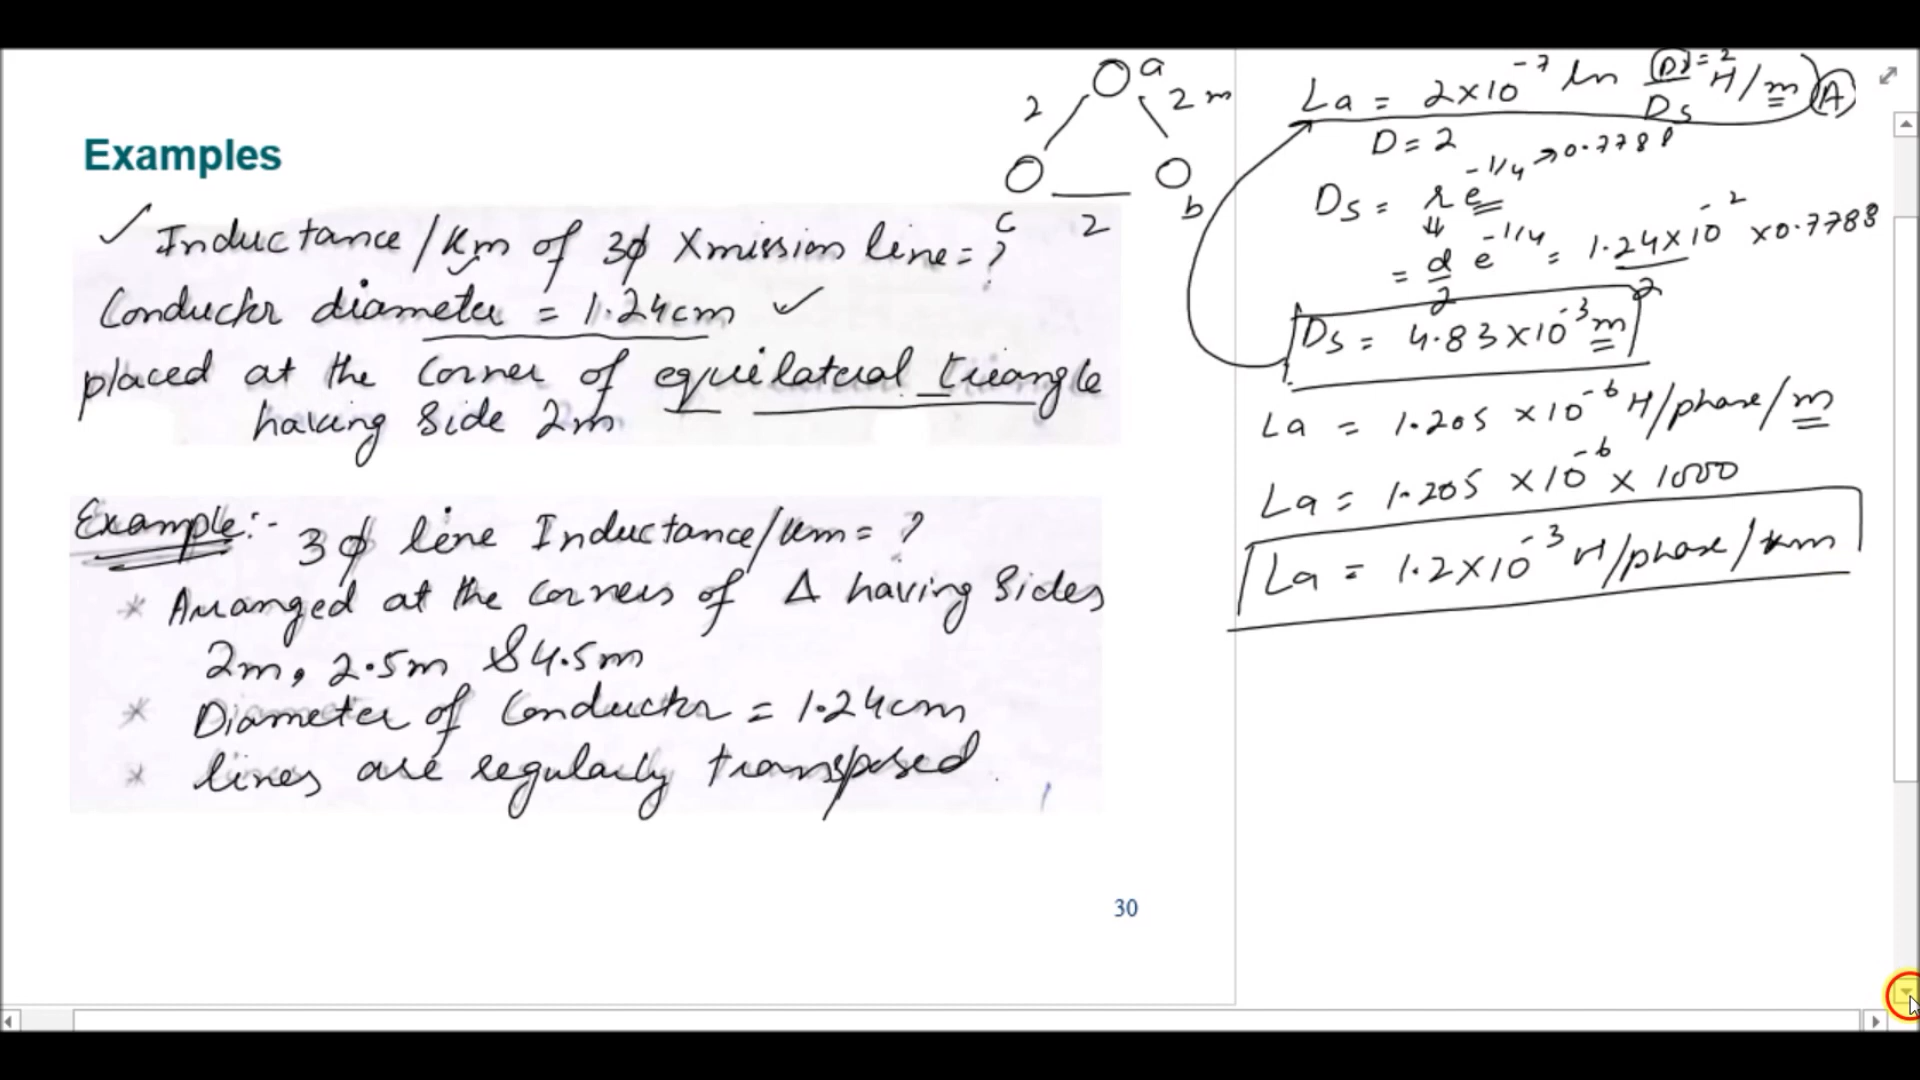 Examples
Inductance/Km of 3φ Xmission line = ?
Conductor diameter = 1.24cm
placed at the corner of equilateral triangle
having side 2m
a
2
2 m
c
2
b
Example:-
3φ line Inductance/Km = ?
* Arranged at the corners of Δ having sides
2m, 2.5m & 4.5m
* Diameter of Conductor = 1.24cm
* lines are regularly transposed
30
La = 2×10⁻⁷ ln D/Ds H/m (A)
= 2
D = 2
Ds = r e^-1/4 → 0.7788
= d/2 e^-1/4 = 1.24×10⁻² × 0.7788
2
Ds = 4.83×10⁻³ m
La = 1.205 ×10⁻⁶ H/phase/m
La = 1.205 ×10⁻⁶ × 1000
La = 1.2×10⁻³ H/phase/km